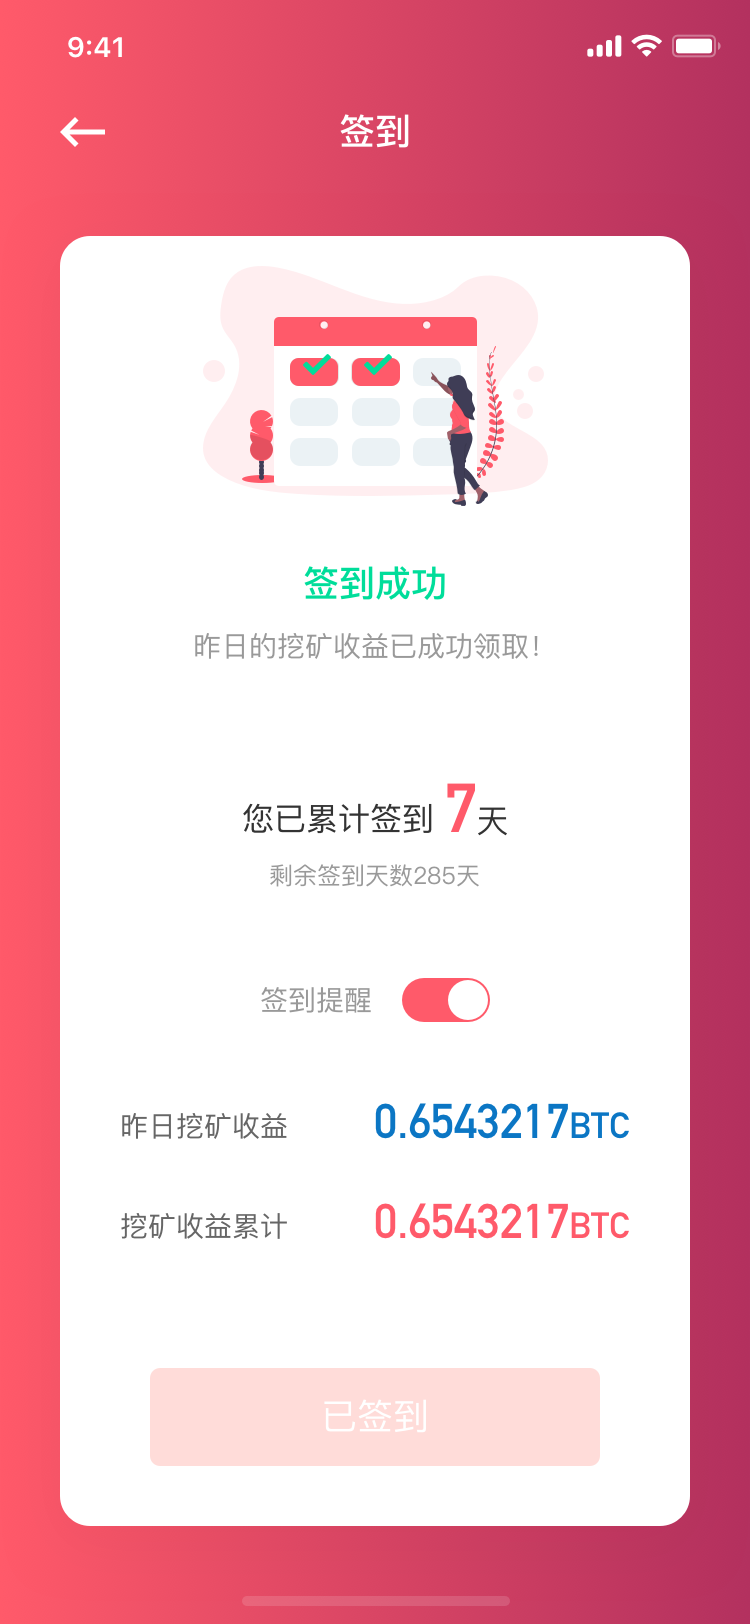 9:41
签到
签到成功
昨日的挖矿收益已成功领取!
您已累计签到 7天
剩余签到天数285天
签到提醒
昨日挖矿收益 0.6543217BTC
挖矿收益累计 0.6543217BTC
已签到